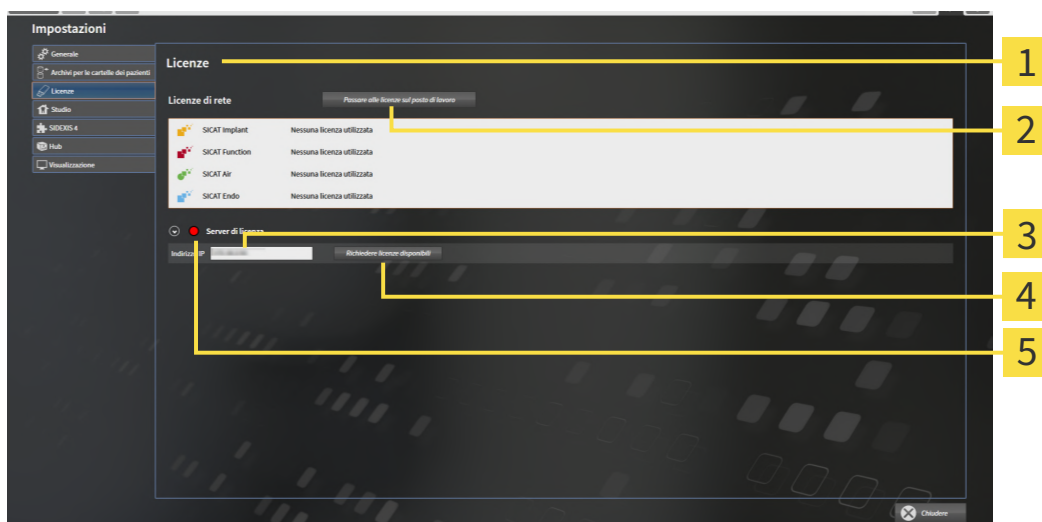 Impostazioni
Generale
Archivi per le cartelle dei pazienti
Licenze
Studio
SIDEXIS 4
Hub
Visualizzazione
Licenze
Licenze di rete
Passare alle licenze sul posto di lavoro
SICAT Implant Nessuna licenza utilizzata
SICAT Function Nessuna licenza utilizzata
SICAT Air Nessuna licenza utilizzata
SICAT Endo Nessuna licenza utilizzata
Server di licenza
Indirizzo IP
Richiedere licenze disponibili
Chiudere
1
2
3
4
5